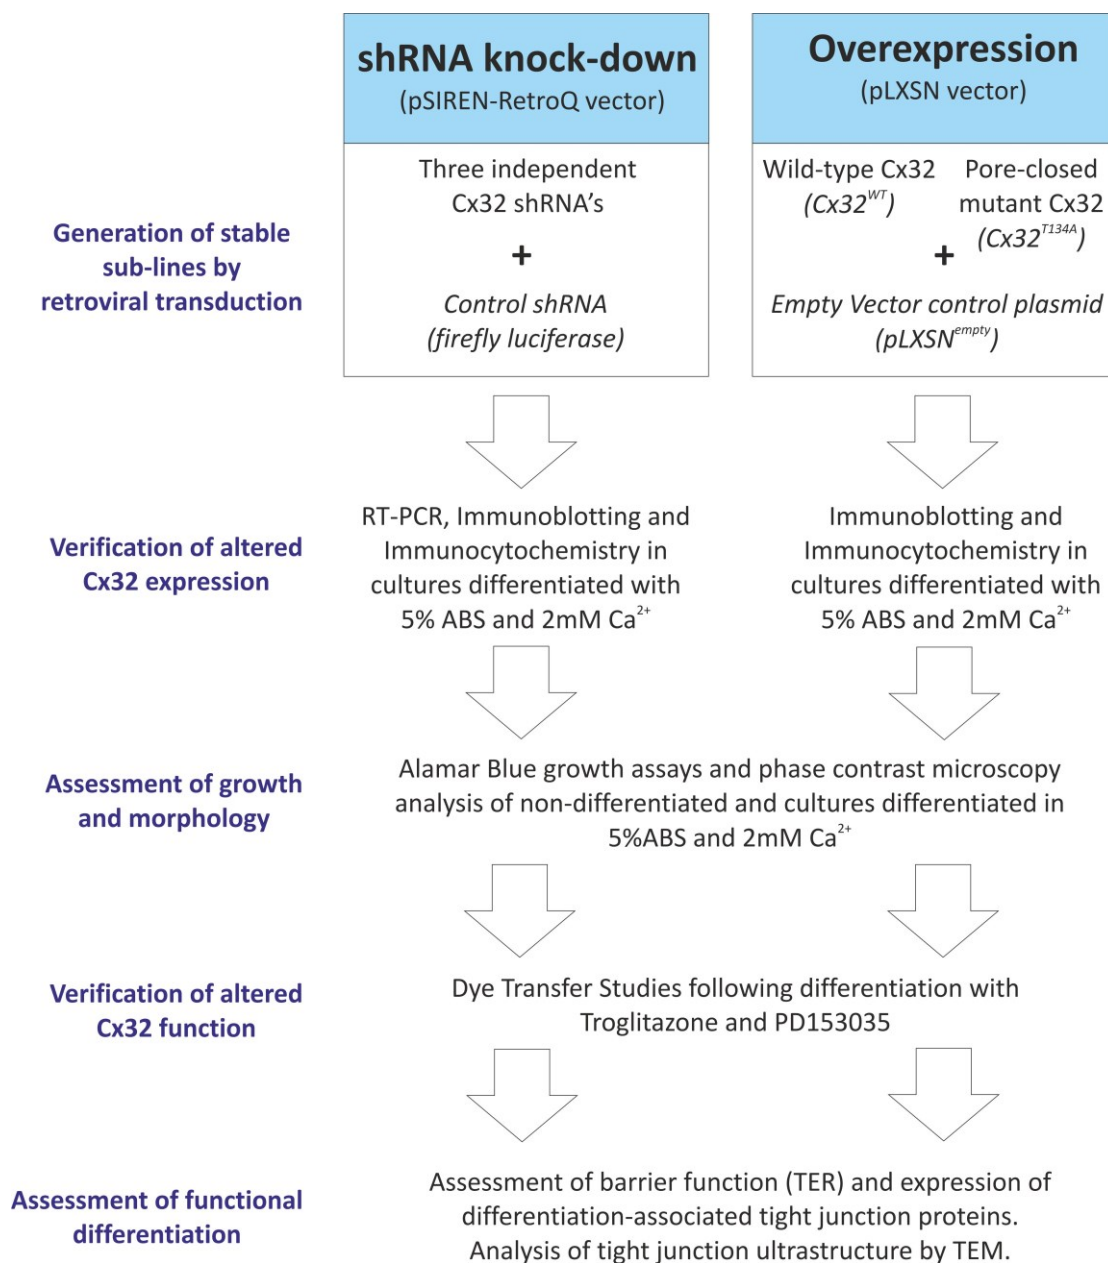 shRNA knock-down
(pSIREN-RetroQ vector)
Overexpression
(pLXSN vector)
Generation of stable
sub-lines by
retroviral transduction
Three independent
Cx32 shRNA’s
+
Control shRNA
(firefly luciferase)
Wild-type Cx32
(Cx32^WT)
Pore-closed
mutant Cx32
(Cx32^T134A)
+
Empty Vector control plasmid
(pLXSN^empty)
Verification of altered
Cx32 expression
RT-PCR, Immunoblotting and
Immunocytochemistry in
cultures differentiated with
5% ABS and 2mM Ca²⁺
Immunoblotting and
Immunocytochemistry in
cultures differentiated with
5% ABS and 2mM Ca²⁺
Assessment of growth
and morphology
Alamar Blue growth assays and phase contrast microscopy
analysis of non-differentiated and cultures differentiated in
5%ABS and 2mM Ca²⁺
Verification of altered
Cx32 function
Dye Transfer Studies following differentiation with
Troglitazone and PD153035
Assessment of functional
differentiation
Assessment of barrier function (TER) and expression of
differentiation-associated tight junction proteins.
Analysis of tight junction ultrastructure by TEM.